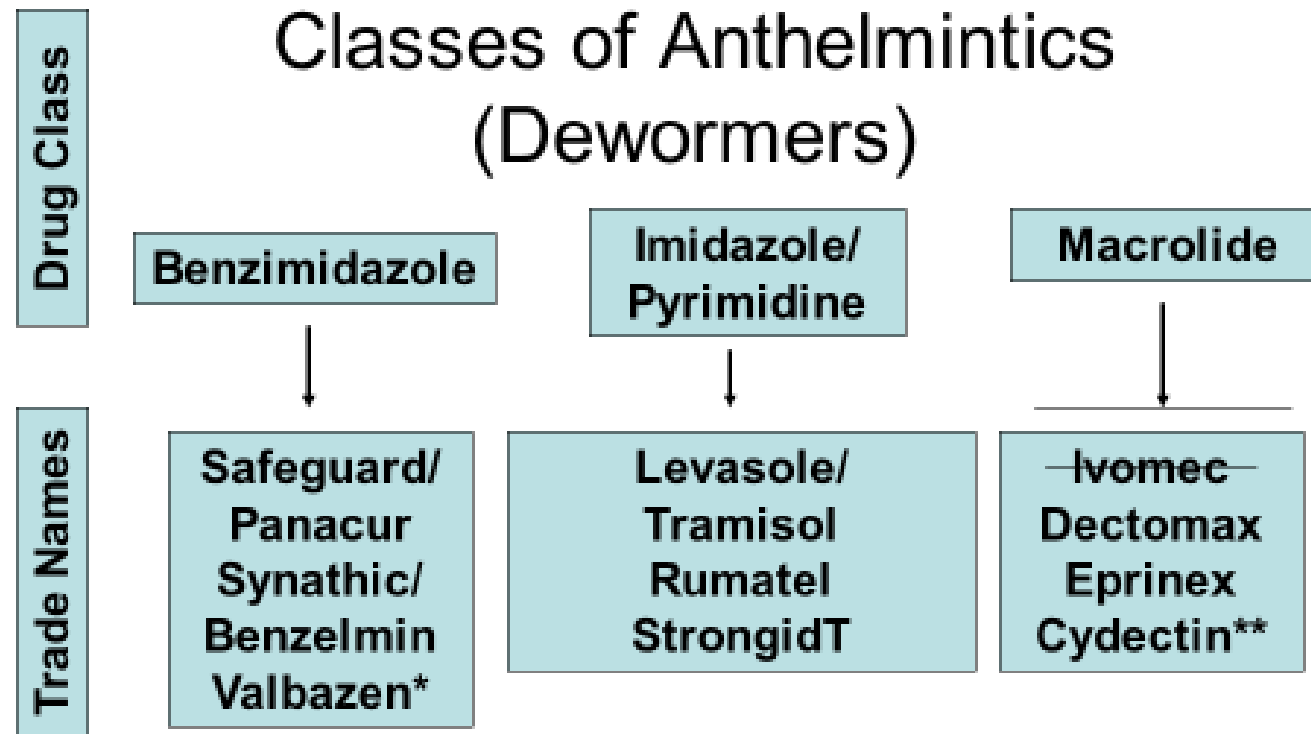 Classes of Anthelmintics
(Dewormers)
Drug Class
Benzimidazole
Imidazole/
Pyrimidine
Macrolide
Trade Names
Safeguard/
Panacur
Synathic/
Benzelmin
Valbazen*
Levasole/
Tramisol
Rumatel
StrongidT
Ivomec
Dectomax
Eprinex
Cydectin**